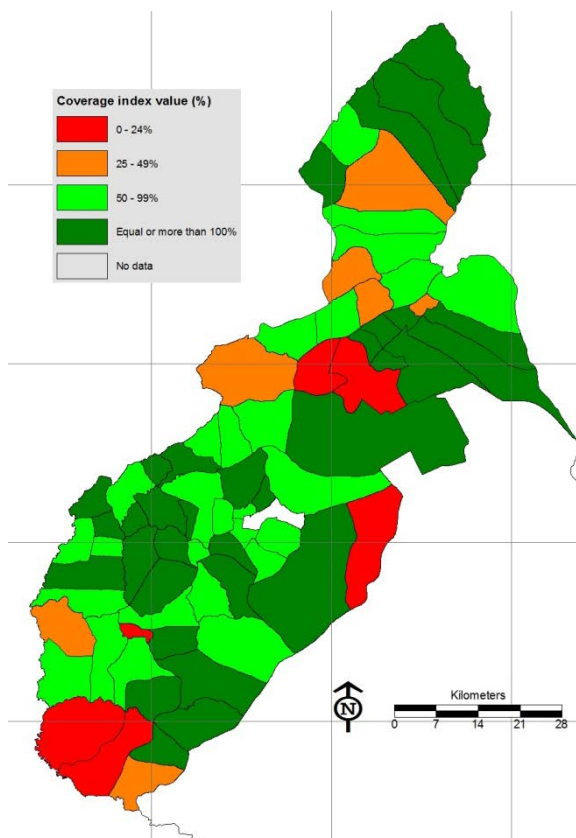 Coverage index value (%)
0 - 24%
25 - 49%
50 - 99%
Equal or more than 100%
No data
N
Kilometers
0 7 14 21 28